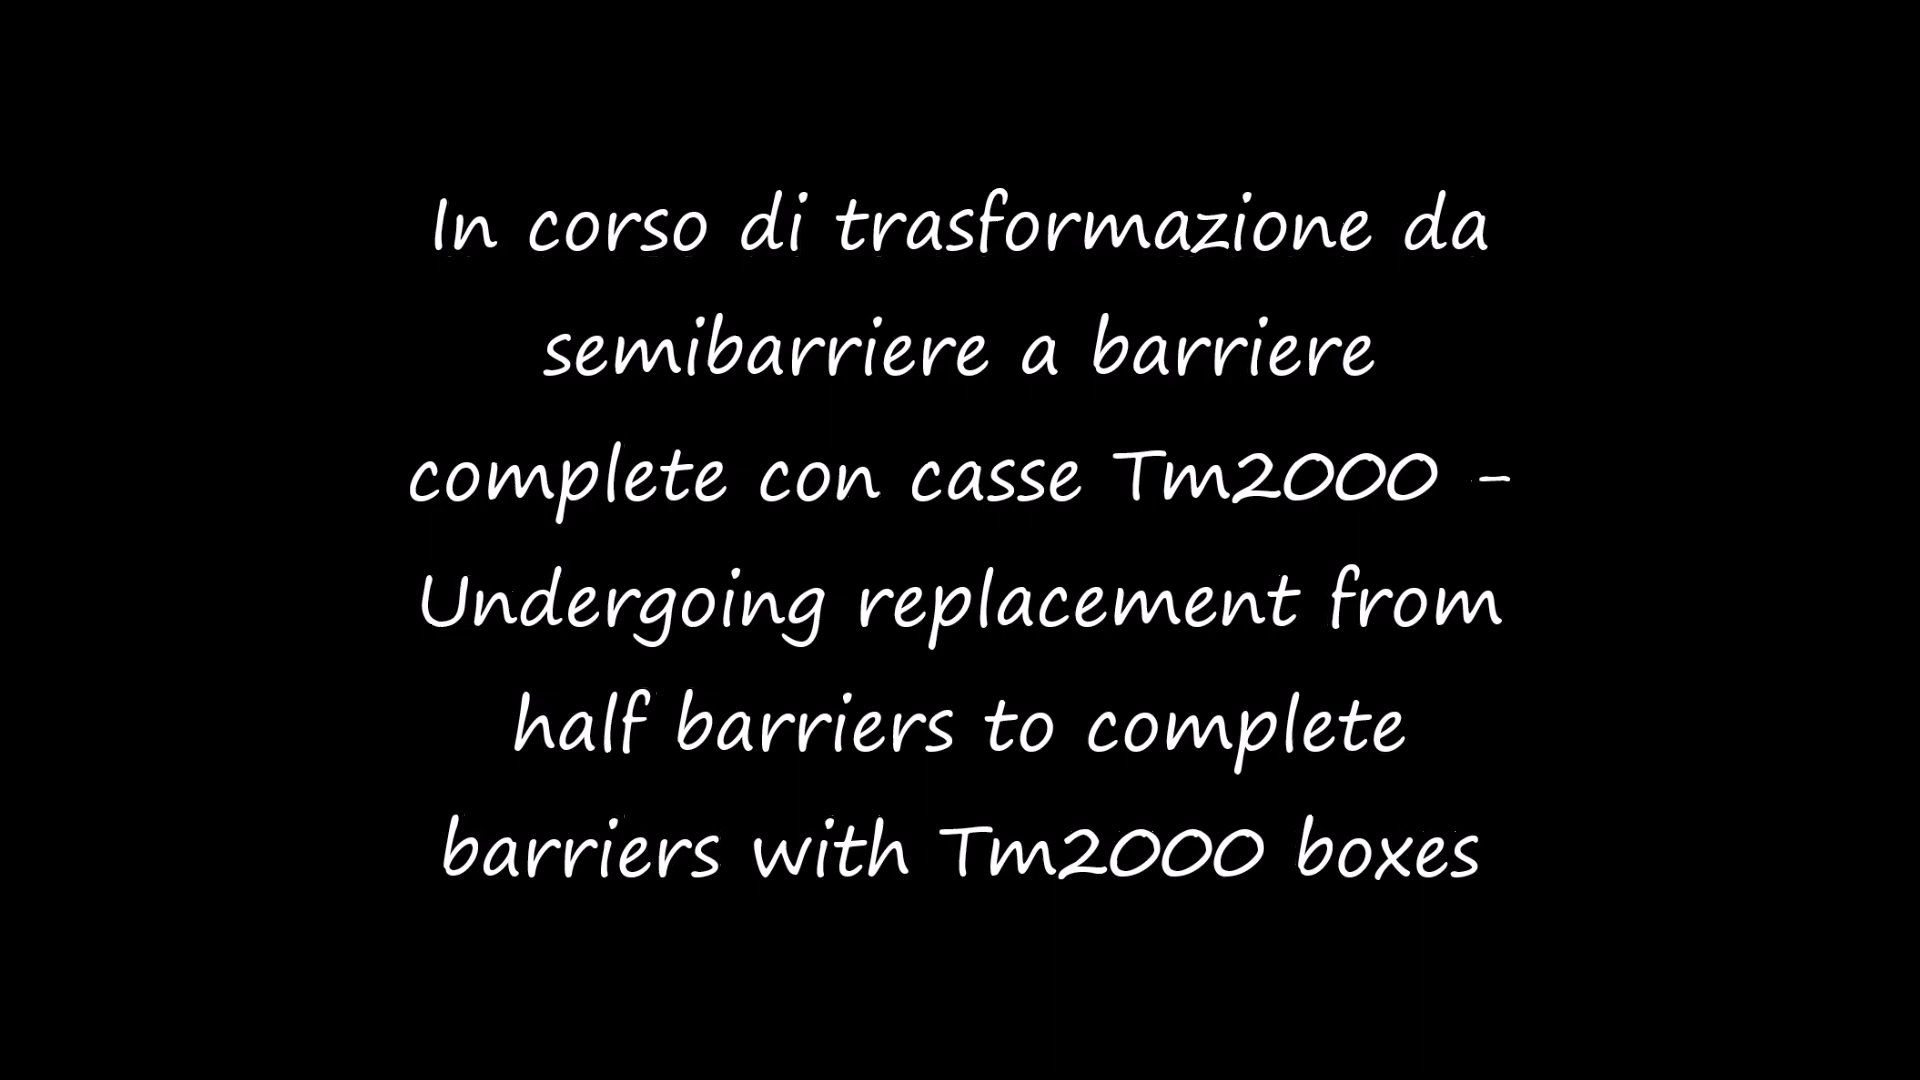 In corso di trasformazione da
semibarriere a barriere
complete con casse Tm2000 -
Undergoing replacement from
half barriers to complete
barriers with Tm2000 boxes